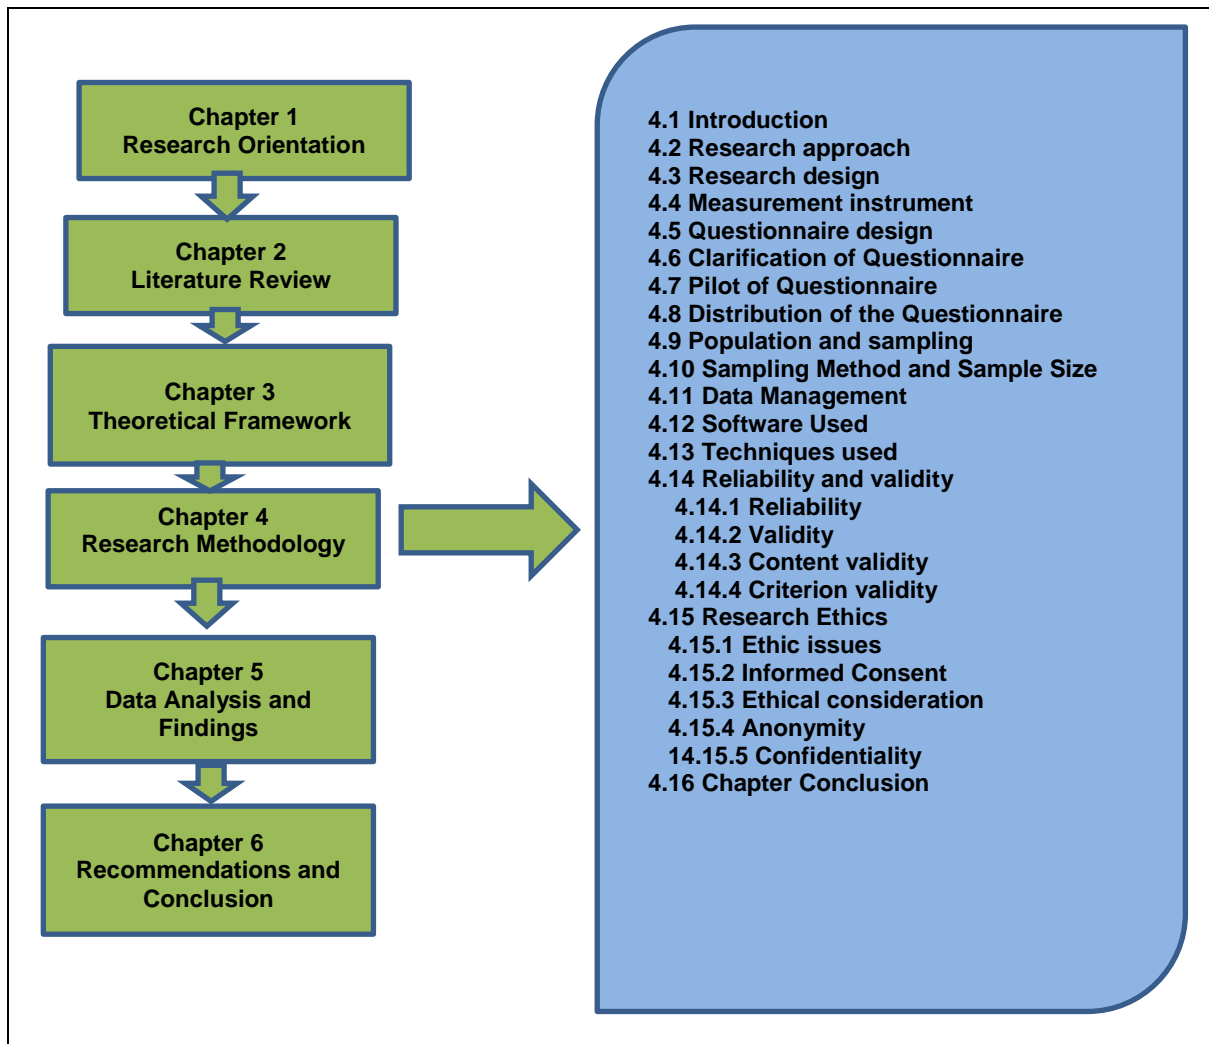 Chapter 1
Research Orientation
Chapter 2
Literature Review
Chapter 3
Theoretical Framework
Chapter 4
Research Methodology
Chapter 5
Data Analysis and
Findings
Chapter 6
Recommendations and
Conclusion
4.1 Introduction
4.2 Research approach
4.3 Research design
4.4 Measurement instrument
4.5 Questionnaire design
4.6 Clarification of Questionnaire
4.7 Pilot of Questionnaire
4.8 Distribution of the Questionnaire
4.9 Population and sampling
4.10 Sampling Method and Sample Size
4.11 Data Management
4.12 Software Used
4.13 Techniques used
4.14 Reliability and validity
4.14.1 Reliability
4.14.2 Validity
4.14.3 Content validity
4.14.4 Criterion validity
4.15 Research Ethics
4.15.1 Ethic issues
4.15.2 Informed Consent
4.15.3 Ethical consideration
4.15.4 Anonymity
14.15.5 Confidentiality
4.16 Chapter Conclusion